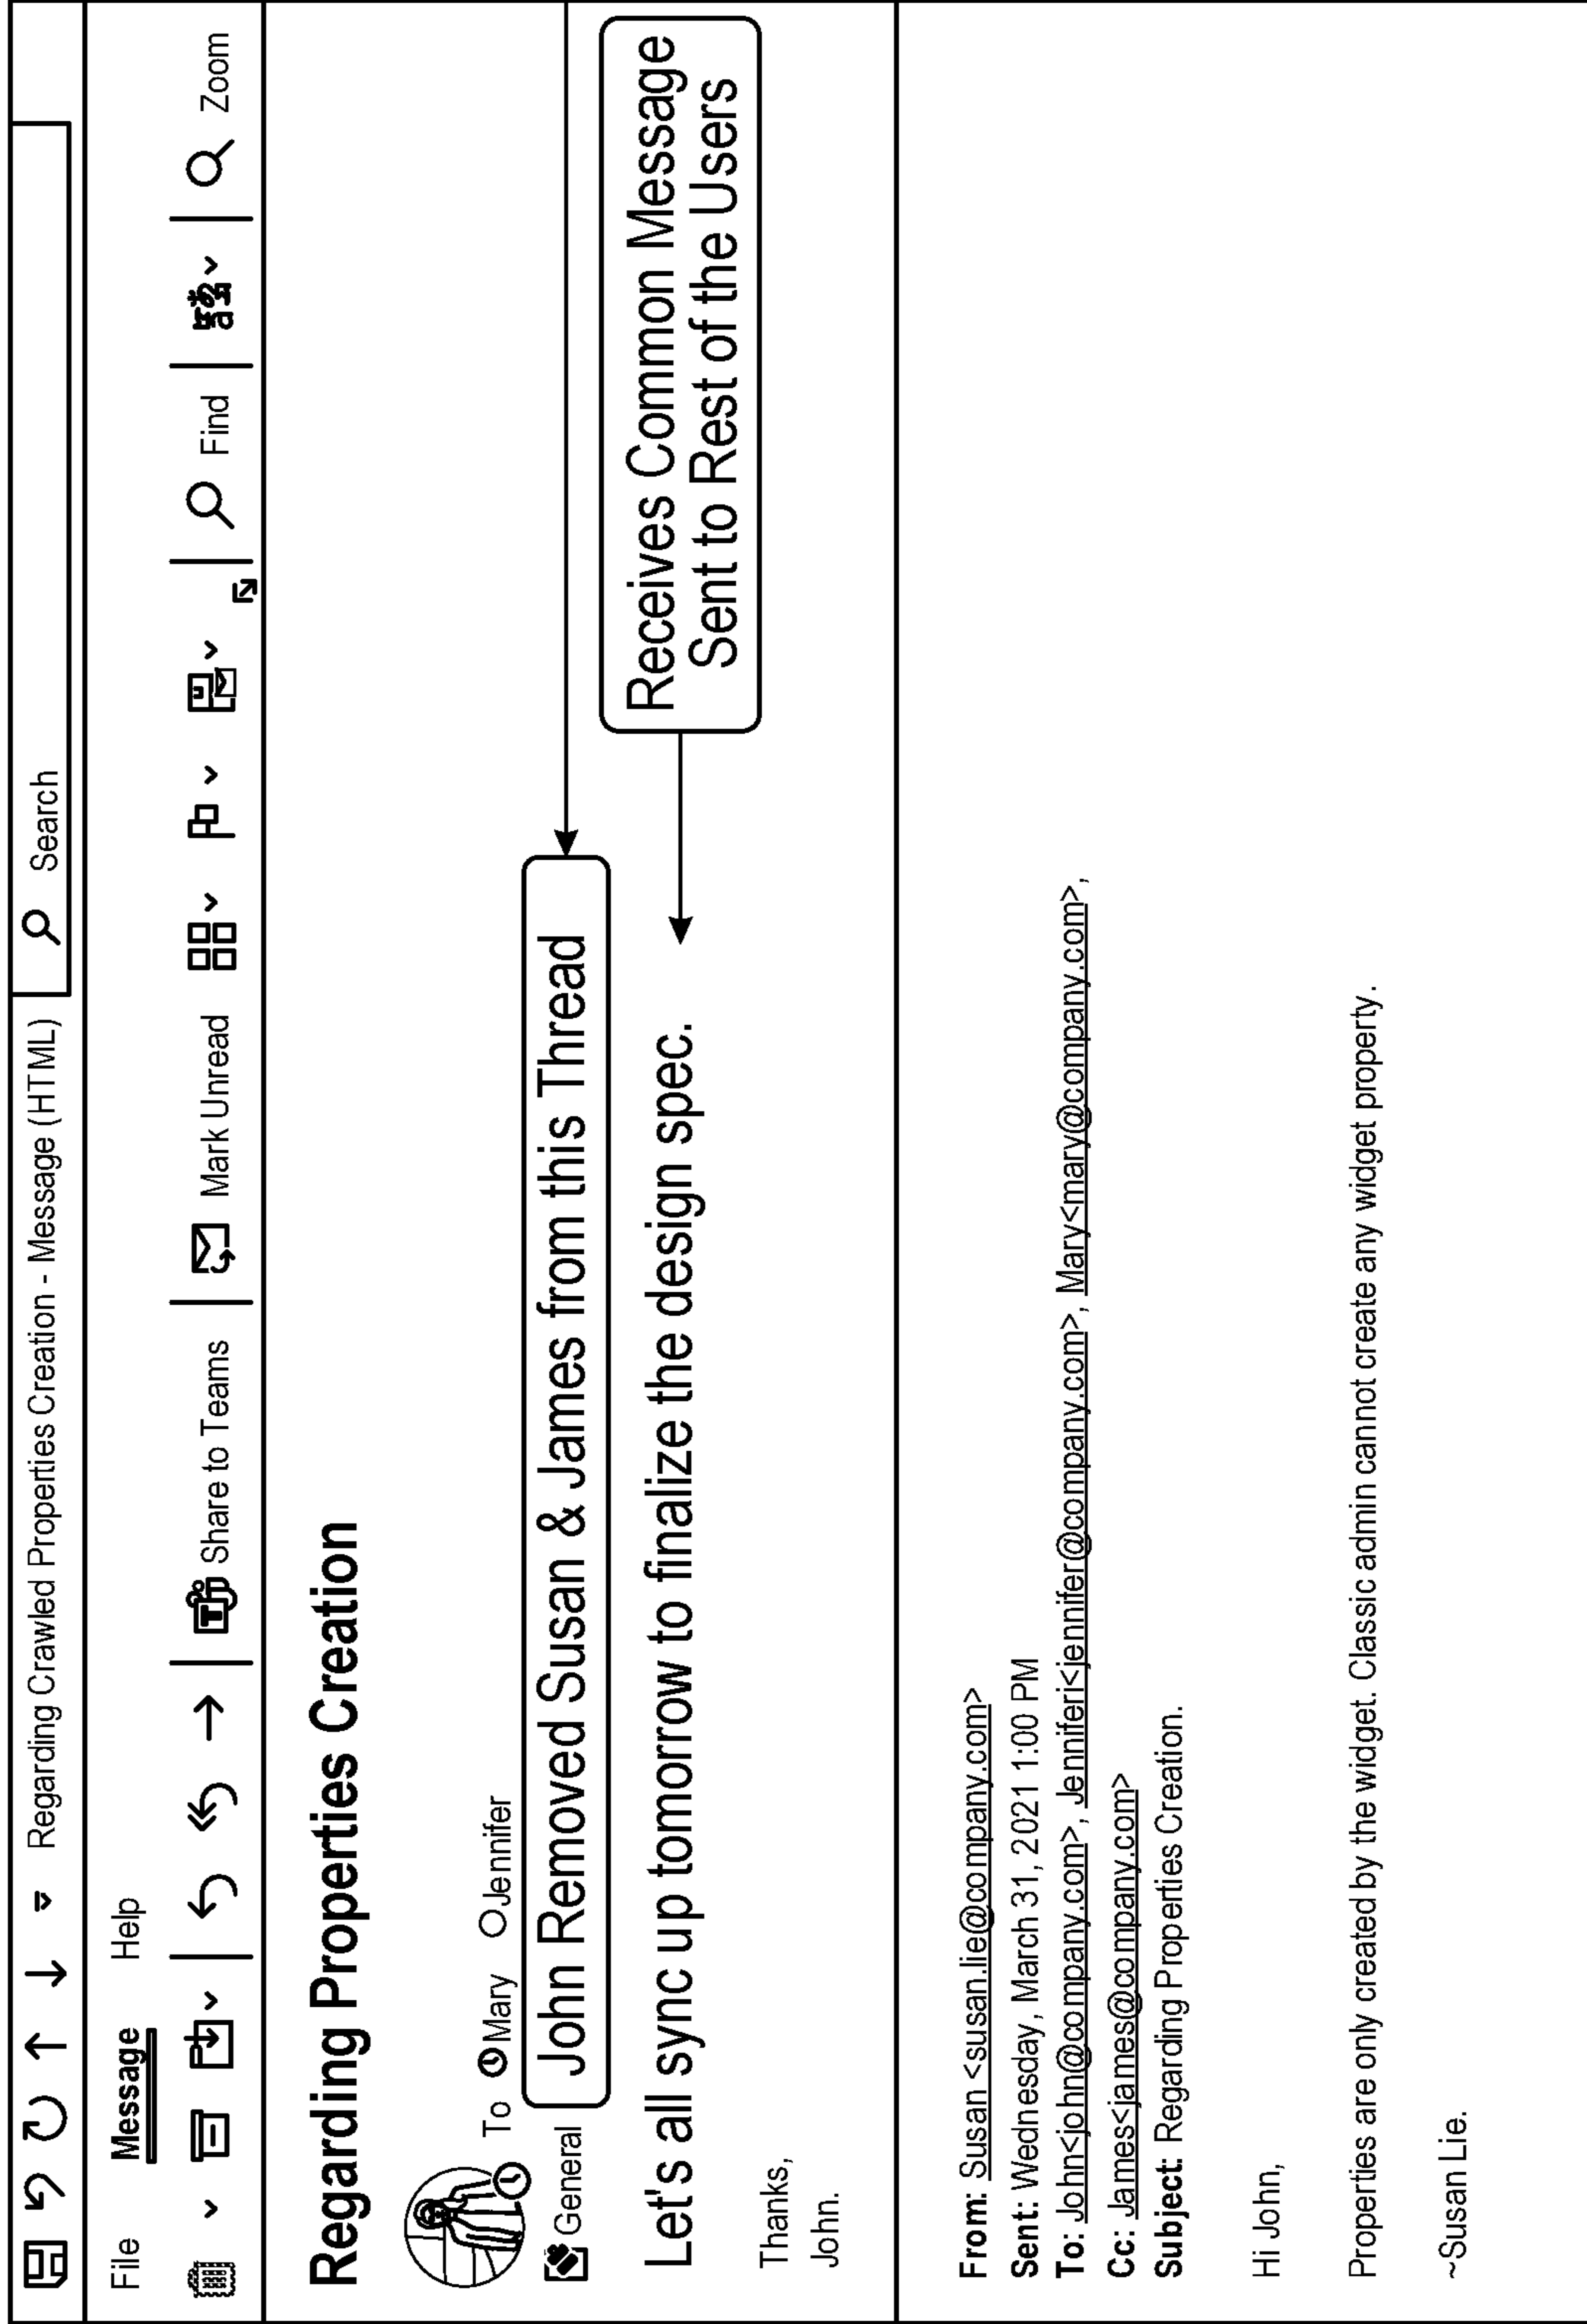 Regarding Crawled Properties Creation - Message (HTML)
Search
File Message Help
Share to Teams Mark Unread Find Zoom
Regarding Properties Creation
To Mary Jennifer
General
John Removed Susan & James from this Thread
Let's all sync up tomorrow to finalize the design spec.
Receives Common Message
Sent to Rest of the Users
Thanks,
John.
From: Susan <susan.lie@company.com>
Sent: Wednesday, March 31, 2021 1:00 PM
To: John<john@company.com>, Jenniferi<jennifer@company.com>, Mary<mary@company.com>,
Cc: James<james@company.com>
Subject: Regarding Properties Creation.
Hi John,
Properties are only created by the widget. Classic admin cannot create any widget property.
~Susan Lie.